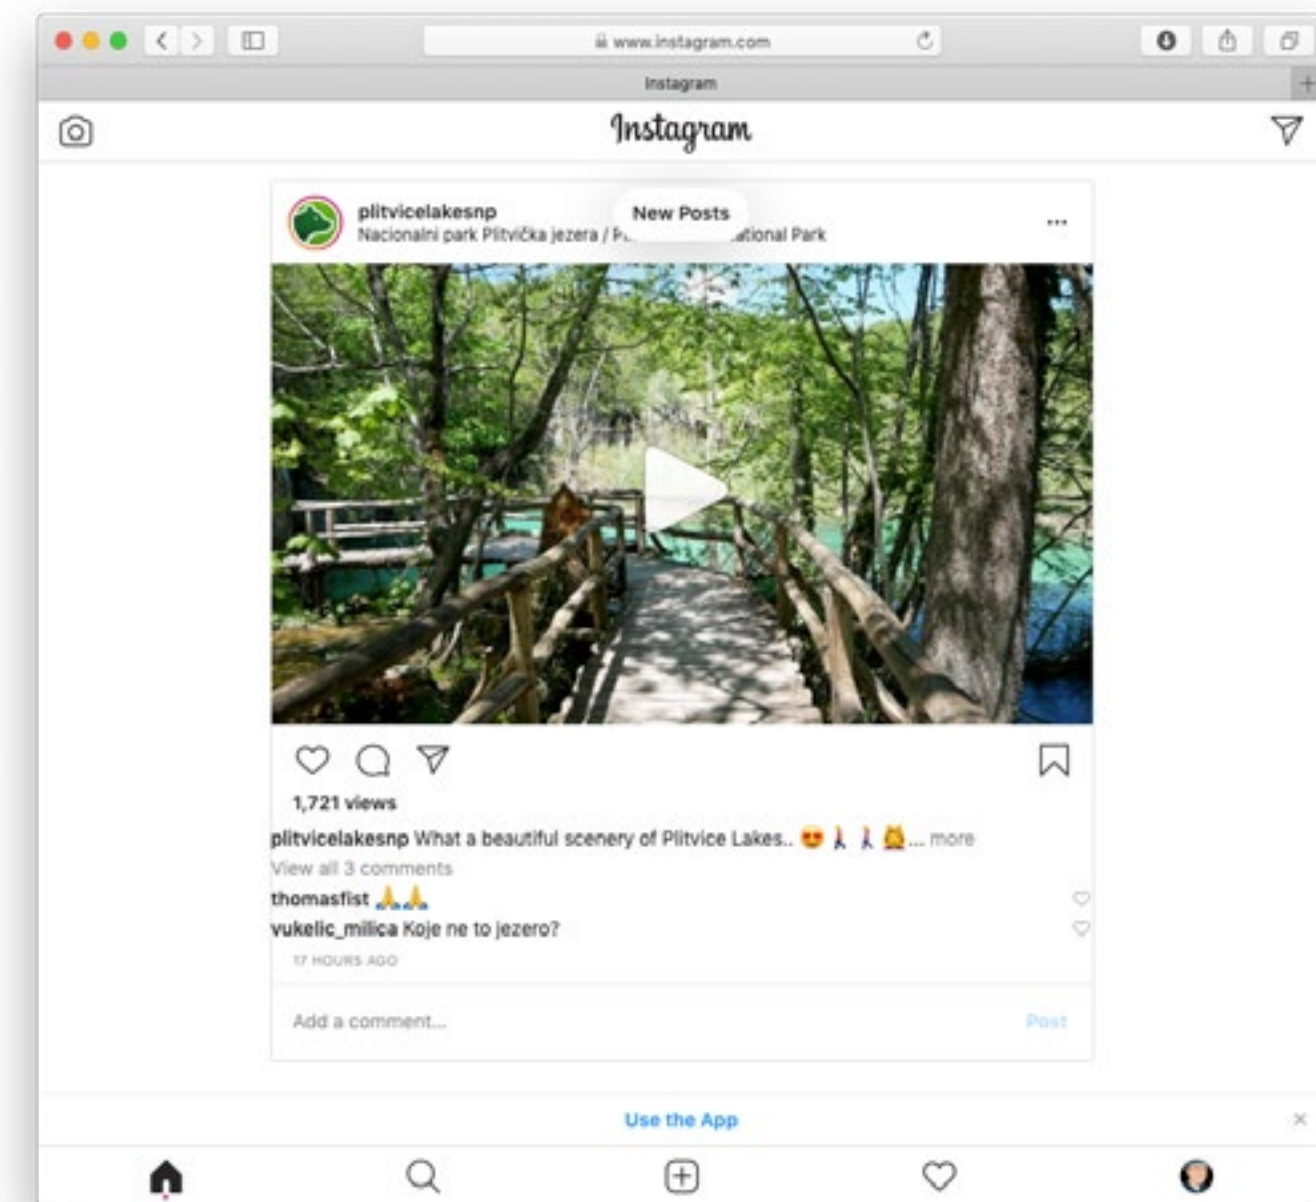 www.instagram.com
Instagram
Instagram
plitvicelakesnp
New Posts
Nacionalni park Plitvička jezera / P ational Park
1,721 views
plitvicelakesnp What a beautiful scenery of Plitvice Lakes.. 😍🚶🚶👸... more
View all 3 comments
thomasfist 🙏🙏
vukelic_milica Koje ne to jezero?
17 HOURS AGO
Add a comment... Post
Use the App